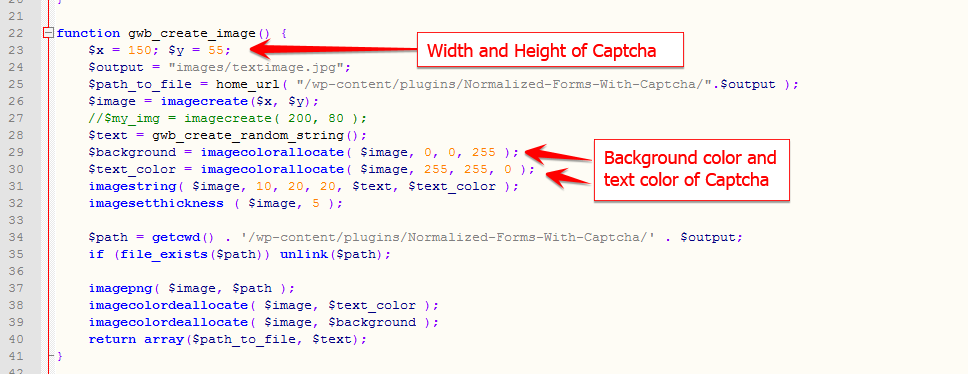 20 }
21
22 function gwb_create_image() {
23 $x = 150; $y = 55;
Width and Height of Captcha
24 $output = "images/textimage.jpg";
25 $path_to_file = home_url( "/wp-content/plugins/Normalized-Forms-With-Captcha/".$output );
26 $image = imagecreate($x, $y);
27 //$my_img = imagecreate( 200, 80 );
28 $text = gwb_create_random_string();
29 $background = imagecolorallocate( $image, 0, 0, 255 );
Background color and
text color of Captcha
30 $text_color = imagecolorallocate( $image, 255, 255, 0 );
31 imagestring( $image, 10, 20, 20, $text, $text_color );
32 imagesetthickness ( $image, 5 );
33
34 $path = getcwd() . '/wp-content/plugins/Normalized-Forms-With-Captcha/' . $output;
35 if (file_exists($path)) unlink($path);
36
37 imagepng( $image, $path );
38 imagecolordeallocate( $image, $text_color );
39 imagecolordeallocate( $image, $background );
40 return array($path_to_file, $text);
41 }
42